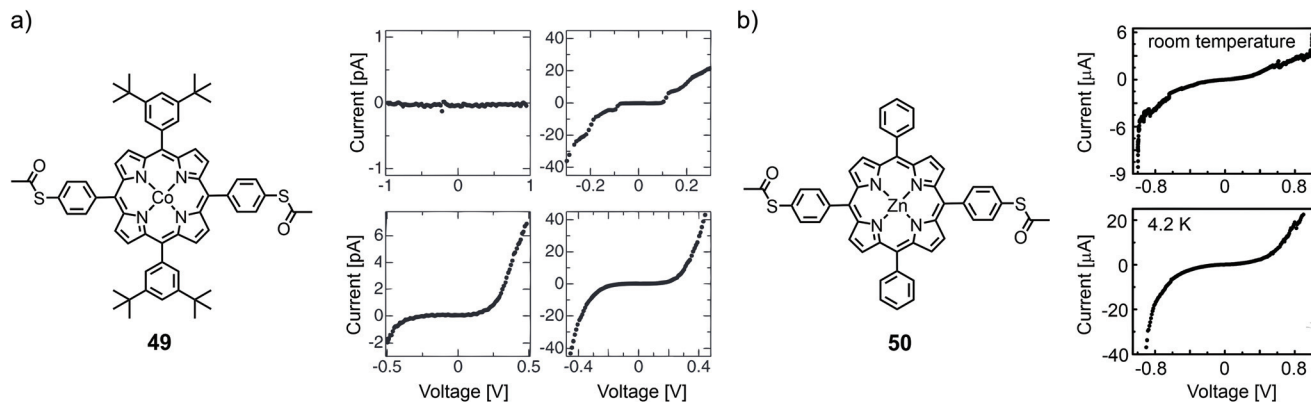 a)
O
S
N
N
Co
N
N
S
O
49
Current [pA]
1
0
-1
-1
0
1
40
20
0
-20
-40
-0.2
0
0.2
Current [pA]
6
4
2
0
-2
-0.5
0
0.5
Voltage [V]
40
20
0
-20
-40
-0.4
0
0.4
Voltage [V]
b)
O
S
N
N
Zn
N
N
S
O
50
room temperature
Current [µA]
6
0
-9
-0.8
0
0.8
4.2 K
Current [µA]
20
0
-20
-40
-0.8
0
0.8
Voltage [V]